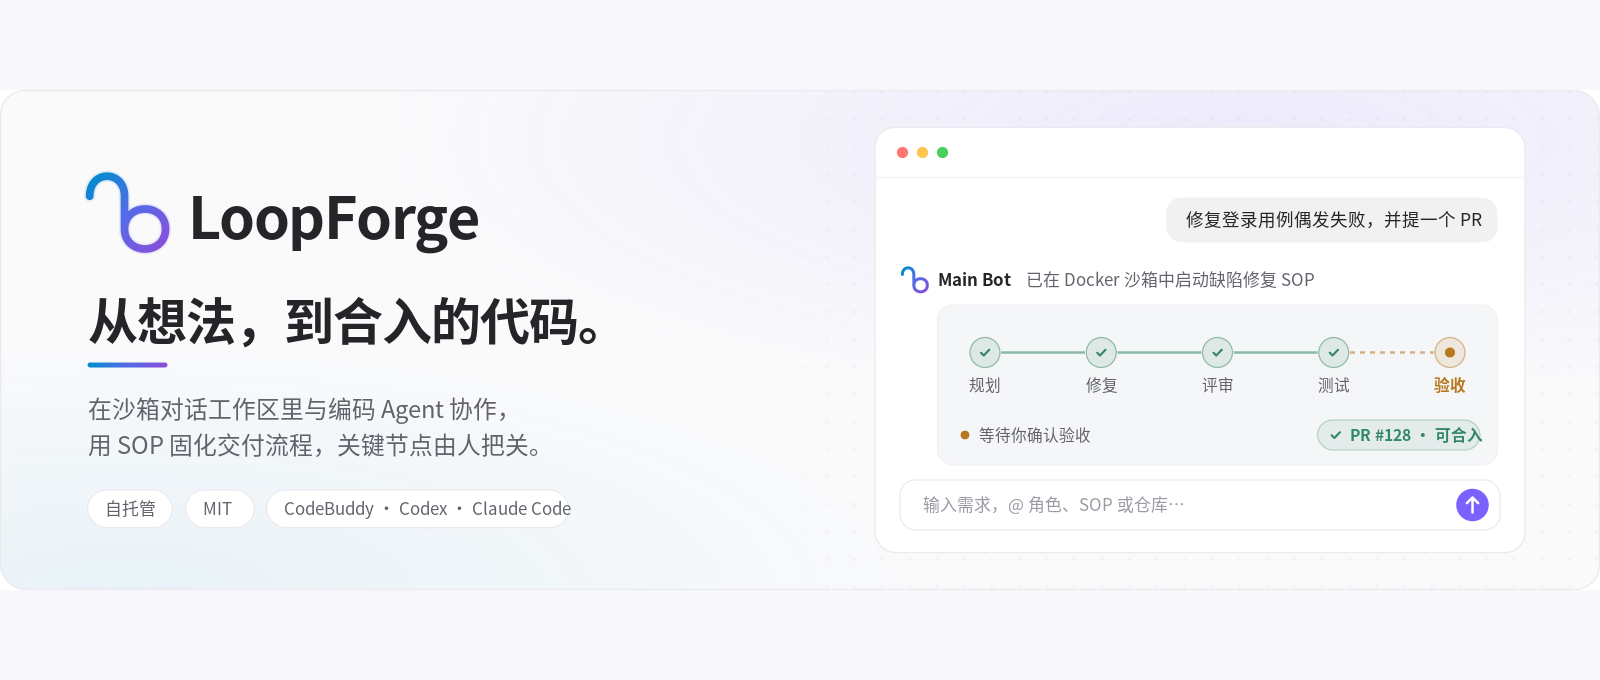 LoopForge
从想法，到合入的代码。
在沙箱对话工作区里与编码 Agent 协作，
用 SOP 固化交付流程，关键节点由人把关。
自托管
MIT
CodeBuddy · Codex · Claude Code
修复登录用例偶发失败，并提一个 PR
Main Bot 已在 Docker 沙箱中启动缺陷修复 SOP
规划 修复 评审 测试 验收
等待你确认验收
PR #128 · 可合入
输入需求，@ 角色、SOP 或仓库…